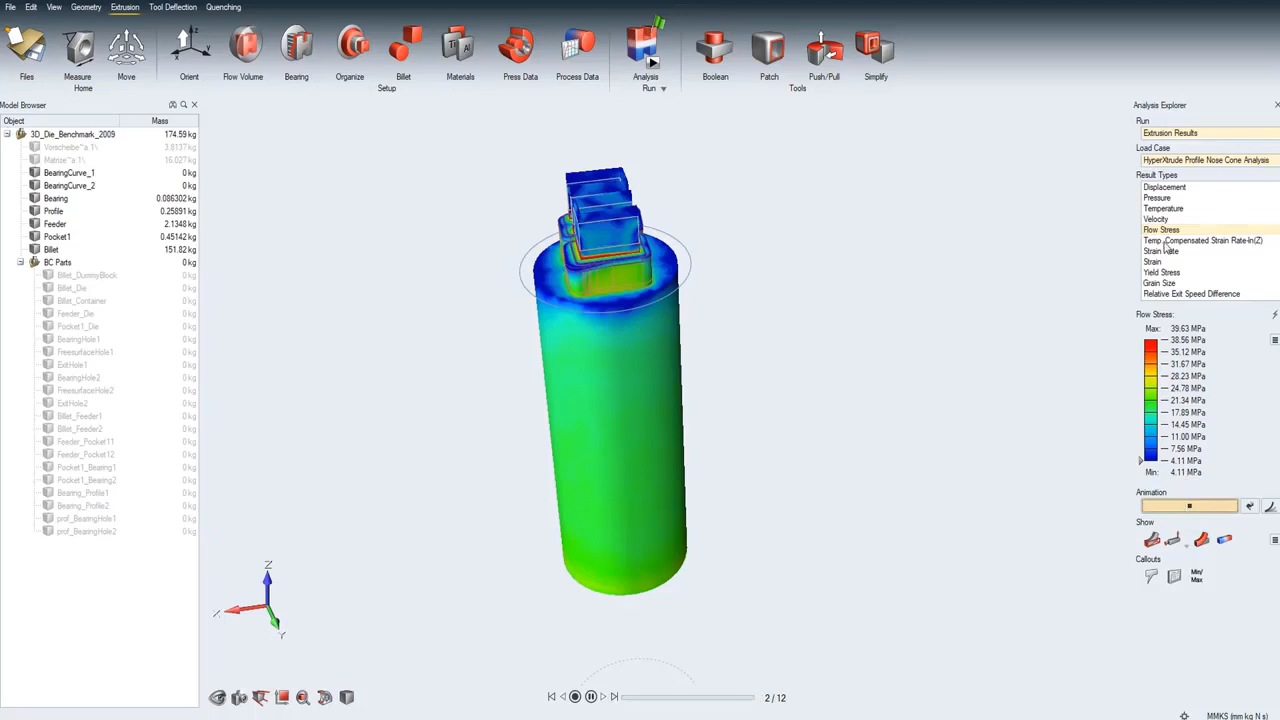 File Edit View Geometry Extrusion Tool Deflection Quenching
Files Measure Move Orient Flow Volume Bearing Organize Billet Materials Press Data Process Data Analysis Boolean Patch Push/Pull Simplify
Home Setup Run Tools
Model Browser
Object Mass
3D_Die_Benchmark_2009 174.59 kg
Vorscheibe~a 1\ 3.8137 kg
Matrize~a 1\ 16.027 kg
BearingCurve_1 0 kg
BearingCurve_2 0 kg
Bearing 0.086302 kg
Profile 0.25891 kg
Feeder 2.1348 kg
Pocket1 0.45142 kg
Billet 151.82 kg
BC Parts 0 kg
Billet_DummyBlock 0 kg
Billet_Die 0 kg
Billet_Container 0 kg
Feeder_Die 0 kg
Pocket1_Die 0 kg
BearingHole1 0 kg
FreesurfaceHole1 0 kg
ExitHole1 0 kg
BearingHole2 0 kg
FreesurfaceHole2 0 kg
ExitHole2 0 kg
Billet_Feeder1 0 kg
Billet_Feeder2 0 kg
Feeder_Pocket11 0 kg
Feeder_Pocket12 0 kg
Pocket1_Bearing1 0 kg
Pocket1_Bearing2 0 kg
Bearing_Profile1 0 kg
Bearing_Profile2 0 kg
prof_BearingHole1 0 kg
prof_BearingHole2 0 kg
Ti Al
Z
X
Y
2 / 12
Analysis Explorer
Run
Extrusion Results
Load Case
HyperXtrude Profile Nose Cone Analysis
Result Types
Displacement
Pressure
Temperature
Velocity
Flow Stress
Temp. Compensated Strain Rate-ln(Z)
Strain Rate
Strain
Yield Stress
Grain Size
Relative Exit Speed Difference
Flow Stress:
Max: 39.63 MPa
38.56 MPa
35.12 MPa
31.67 MPa
28.23 MPa
24.78 MPa
21.34 MPa
17.89 MPa
14.45 MPa
11.00 MPa
7.56 MPa
4.11 MPa
Min: 4.11 MPa
Animation
Show
Callouts
Min/
Max
MMKS (mm kg N s)